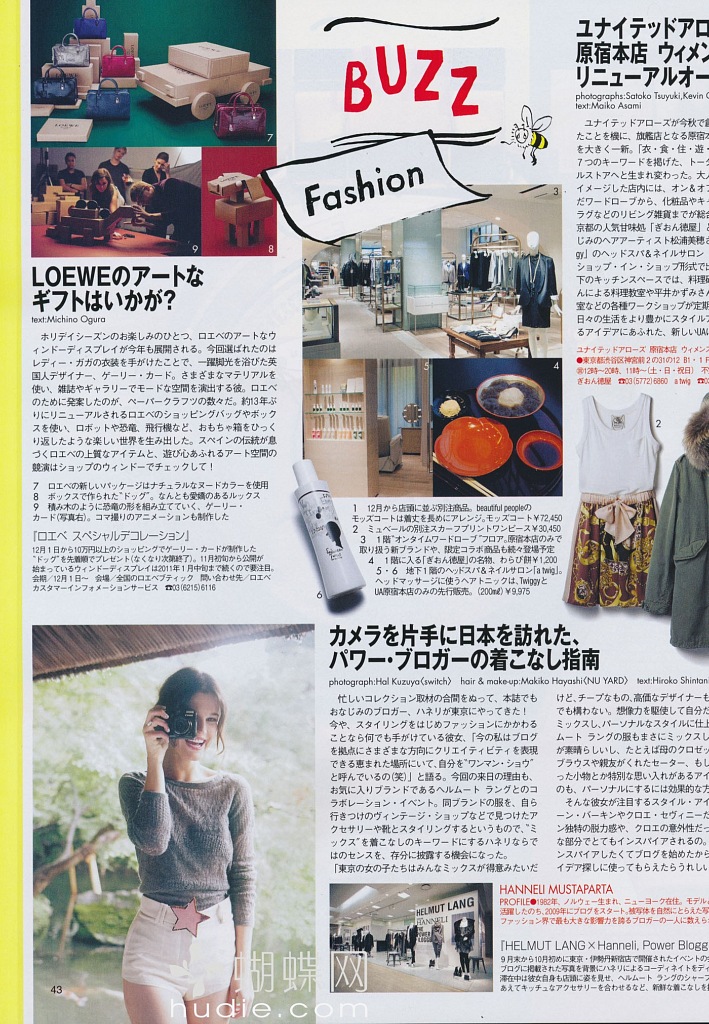 BUZZ
Fashion
LOEWE
7
9
8
3
5
4
2
6
LOEWEのアートな
ギフトはいかが?
text:Michino Ogura
ホリデイシーズンのお楽しみのひとつ、ロエベのアートなウ
ィンドーディスプレイが今年も展開される。今回選ばれたのは
レディー・ガガの衣装を手がけたことで、一躍脚光を浴びた英
国人デザイナー、ゲーリー・カード。さまざまなマテリアルを
使い、雑誌やギャラリーでモードな空間を演出する彼。ロエベ
のために発案したのが、ペーパークラフツの数々だ。約13年ぶ
りにリニューアルされるロエベのショッピングバッグやボック
スを使い、ロボットや恐竜、飛行機など、おもちゃ箱をひっく
り返したような楽しい世界を生み出した。スペインの伝統が息
づくロエベの上質なアイテムと、遊び心あふれるアート空間の
競演はショップのウィンドーでチェックして!
7 ロエベの新しいパッケージはナチュラルなヌードカラーを使用
8 ボックスで作られた“ドッグ”。なんとも愛嬌のあるルックス
9 積み木のように恐竜の形を組み立てていく、ゲーリー・
カード(写真右)。コマ撮りのアニメーションも制作した
『ロエベ スペシャルデコレーション』
12月1日から10万円以上のショッピングでゲーリー・カードが制作した
“ドッグ”を先着順でプレゼント(なくなり次第終了)。11月初旬から公開が
始まっているウィンドーディスプレイは2011年1月中旬まで続くので要注目。
会期/12月1日〜 会場/全国のロエベブティック 問い合わせ先/ロエベ
カスタマーインフォメーションサービス ☎03(6215)6116
ユナイテッドアロ
原宿本店 ウィメン
リニューアルオー
photographs:Satoko Tsuyuki,Kevin
text:Maiko Asami
ユナイテッドアローズが今秋で創
たことを機に、旗艦店となる原宿本
を大きく一新。「衣・食・住・遊・
7つのキーワードを掲げた、トータ
ルストアへと生まれ変わった。大人
イメージした店内には、オン&オフ
だワードローブから、化粧品やキャ
ラグなどのリビング雑貨までが総合
京都の人気甘味処「ぎおん徳屋」と
じみのヘアアーティスト松浦美穂さ
gy」のヘッドスパ&ネイルサロン「
ショップ・イン・ショップ形式で出
下のキッチンスペースでは、料理研
んによる料理教室や平井かずみさん
室などの各種ワークショップが定期
日々の生活をより豊かにスタイルア
るアイデアにあふれた、新しいUAに
ユナイテッドアローズ 原宿本店 ウィメンズ
●東京都渋谷区神宮前2の31の12 B1・1F
㊡12時〜20時、11時〜(土・日・祝日) 不
ぎおん徳屋 ☎03(5772)6860 a twig ☎03
1 12月から店頭に並ぶ別注商品。beautiful peopleの
モッズコートは着丈を長めにアレンジ。モッズコート¥72,450
2 ミュベールの別注スカーフプリントワンピース¥30,450
3 1階“オンタイムワードローブ”フロア。原宿本店のみで
取り扱う新ブランドや、限定コラボ商品も続々登場予定
4 1階に入る「ぎおん徳屋」の名物、わらび餅¥1,200
5・6 地下1階のヘッドスパ&ネイルサロン「a twig」。
ヘッドマッサージに使うヘアトニックは、Twiggyと
UA原宿本店のみの先行販売。(200ml)¥9,975
カメラを片手に日本を訪れた、
パワー・ブロガーの着こなし指南
photograph:Hal Kuzuya〈switch〉 hair & make-up:Makiko Hayashi〈NU YARD〉 text:Hiroko Shintani
忙しいコレクション取材の合間をぬって、本誌でも
おなじみのブロガー、ハネリが東京にやってきた!
今や、スタイリングをはじめファッションにかかわる
ことなら何でも手がけている彼女、「今の私はブログ
を拠点にさまざまな方向にクリエイティビティを表現
できる恵まれた場所にいて、自分を“ワンマン・ショウ”
と呼んでいるの(笑)」と語る。今回の来日の理由も、
お気に入りブランドであるヘルムート ラングとのコ
ラボレーション・イベント。同ブランドの服を、自ら
行きつけのヴィンテージ・ショップなどで見つけたア
クセサリーや靴とスタイリングするというもので、“ミ
ックス”を着こなしのキーワードにするハネリならで
はのセンスを、存分に披露する機会になった。
「東京の女の子たちはみんなミックスが得意みたいだ
けど、チープなもの、高価なデザイナーも
でも構わない。想像力を駆使して自分だ
ミックスし、パーソナルなスタイルに仕上
ムート ラングの服もまさにミックスし
が素晴らしいし、たとえば母のクロゼッ
ブラウスや親友がくれたセーター、もし
った小物とか特別な思い入れがあるアイ
のも、パーソナルにするには効果的な方
そんな彼女が注目するスタイル・アイ
ーン・バーキンやクロエ・セヴィニーだ
ン独特の脱力感や、クロエの意外性だっ
な部分でとてもインスパイアされるの。
ンスパイアしたくてブログを始めたから
イデア探しに使ってもらえたらうれしい
HELMUT LANG
HANNELI
HANNELI MUSTAPARTA
PROFILE●1982年、ノルウェー生まれ、ニューヨーク在住。モデル
活躍したのち、2009年にブログをスタート。被写体を自然にとらえた写
ファッション界で最も大きな影響力を誇るブロガーの一人に数えら
『HELMUT LANG×Hanneli, Power Blogg
9月末から10月初めに東京・伊勢丹新宿店で開催されたイベントの
ブログに掲載された写真を背景にハネリによるコーディネイトをディ
滞在中は彼女自身も店頭に姿を見せ、ヘルムート ラングのシャープ
あえてキッチュなアクセサリーを合わせるなど、新鮮な着こなしを
43
蝴蝶网
hudie.com